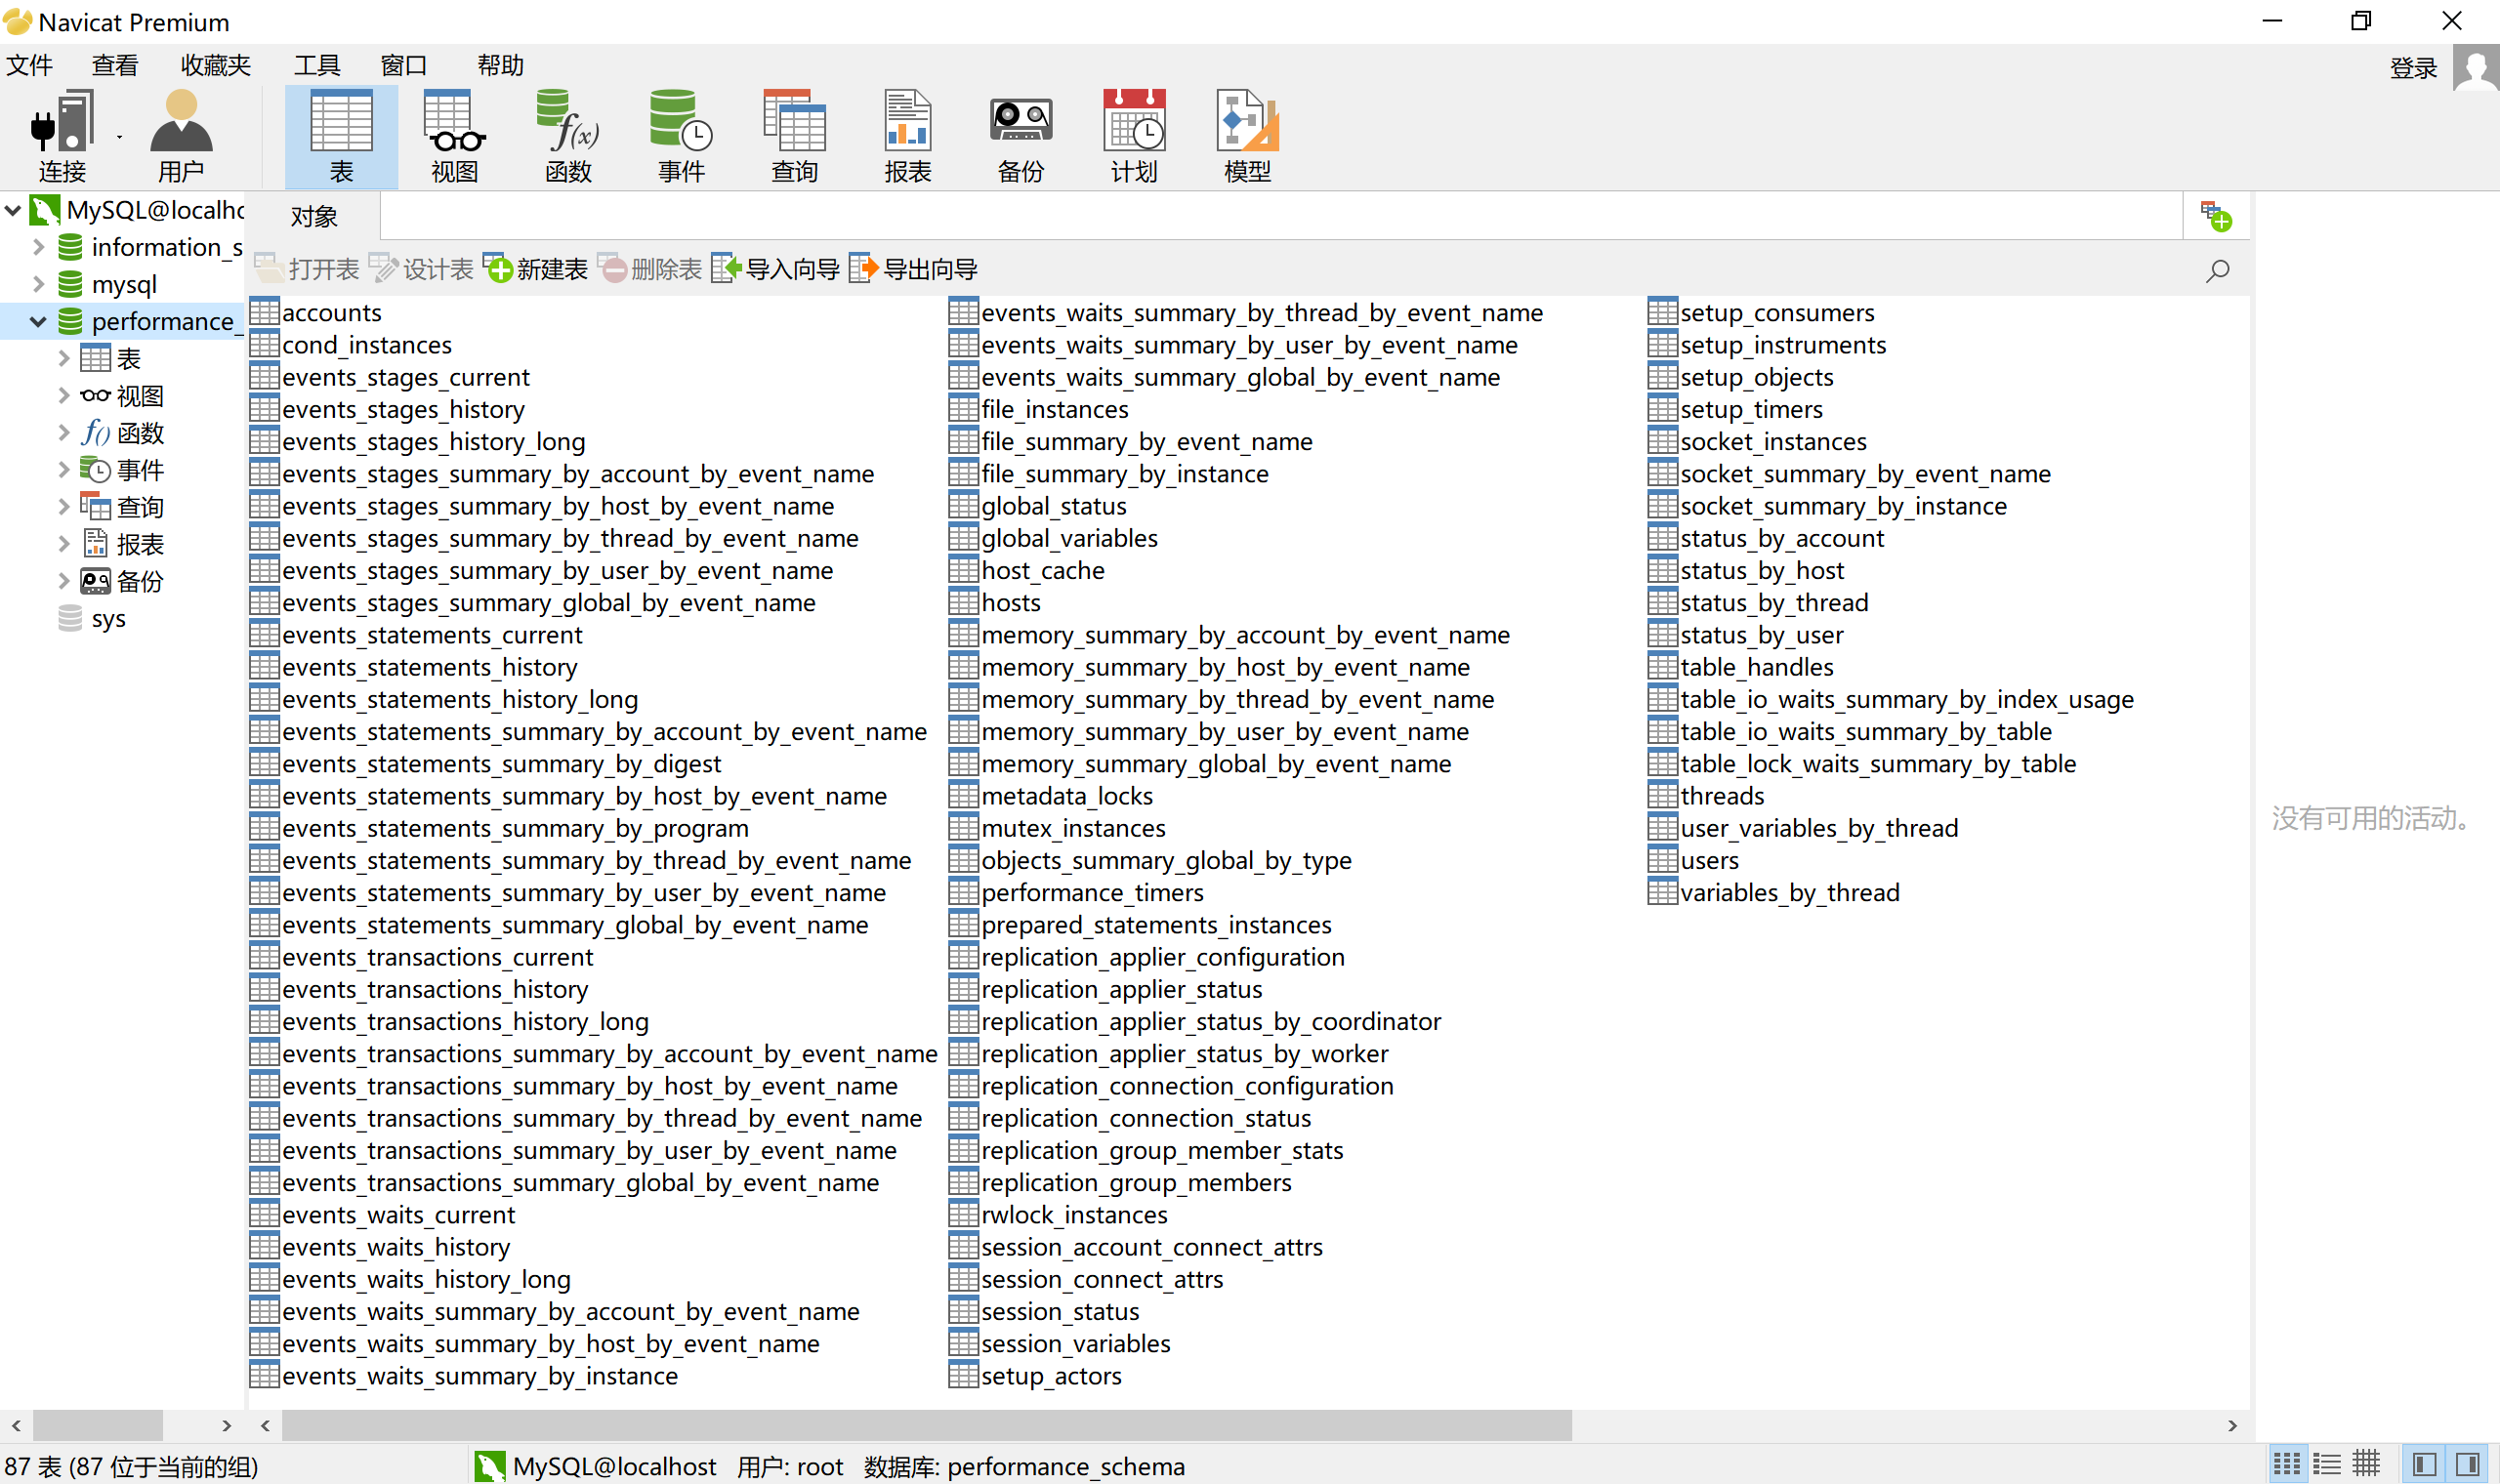 Navicat Premium
文件 查看 收藏夹 工具 窗口 帮助 登录
连接 用户 表 视图 函数 事件 查询 报表 备份 计划 模型
MySQL@localhc
information_s
mysql
performance_
表
视图
函数
事件
查询
报表
备份
sys
对象
打开表 设计表 新建表 删除表 导入向导 导出向导
accounts
cond_instances
events_stages_current
events_stages_history
events_stages_history_long
events_stages_summary_by_account_by_event_name
events_stages_summary_by_host_by_event_name
events_stages_summary_by_thread_by_event_name
events_stages_summary_by_user_by_event_name
events_stages_summary_global_by_event_name
events_statements_current
events_statements_history
events_statements_history_long
events_statements_summary_by_account_by_event_name
events_statements_summary_by_digest
events_statements_summary_by_host_by_event_name
events_statements_summary_by_program
events_statements_summary_by_thread_by_event_name
events_statements_summary_by_user_by_event_name
events_statements_summary_global_by_event_name
events_transactions_current
events_transactions_history
events_transactions_history_long
events_transactions_summary_by_account_by_event_name
events_transactions_summary_by_host_by_event_name
events_transactions_summary_by_thread_by_event_name
events_transactions_summary_by_user_by_event_name
events_transactions_summary_global_by_event_name
events_waits_current
events_waits_history
events_waits_history_long
events_waits_summary_by_account_by_event_name
events_waits_summary_by_host_by_event_name
events_waits_summary_by_instance
events_waits_summary_by_thread_by_event_name
events_waits_summary_by_user_by_event_name
events_waits_summary_global_by_event_name
file_instances
file_summary_by_event_name
file_summary_by_instance
global_status
global_variables
host_cache
hosts
memory_summary_by_account_by_event_name
memory_summary_by_host_by_event_name
memory_summary_by_thread_by_event_name
memory_summary_by_user_by_event_name
memory_summary_global_by_event_name
metadata_locks
mutex_instances
objects_summary_global_by_type
performance_timers
prepared_statements_instances
replication_applier_configuration
replication_applier_status
replication_applier_status_by_coordinator
replication_applier_status_by_worker
replication_connection_configuration
replication_connection_status
replication_group_member_stats
replication_group_members
rwlock_instances
session_account_connect_attrs
session_connect_attrs
session_status
session_variables
setup_actors
setup_consumers
setup_instruments
setup_objects
setup_timers
socket_instances
socket_summary_by_event_name
socket_summary_by_instance
status_by_account
status_by_host
status_by_thread
status_by_user
table_handles
table_io_waits_summary_by_index_usage
table_io_waits_summary_by_table
table_lock_waits_summary_by_table
threads
user_variables_by_thread
users
variables_by_thread
没有可用的活动。
87 表 (87 位于当前的组) MySQL@localhost 用户: root 数据库: performance_schema